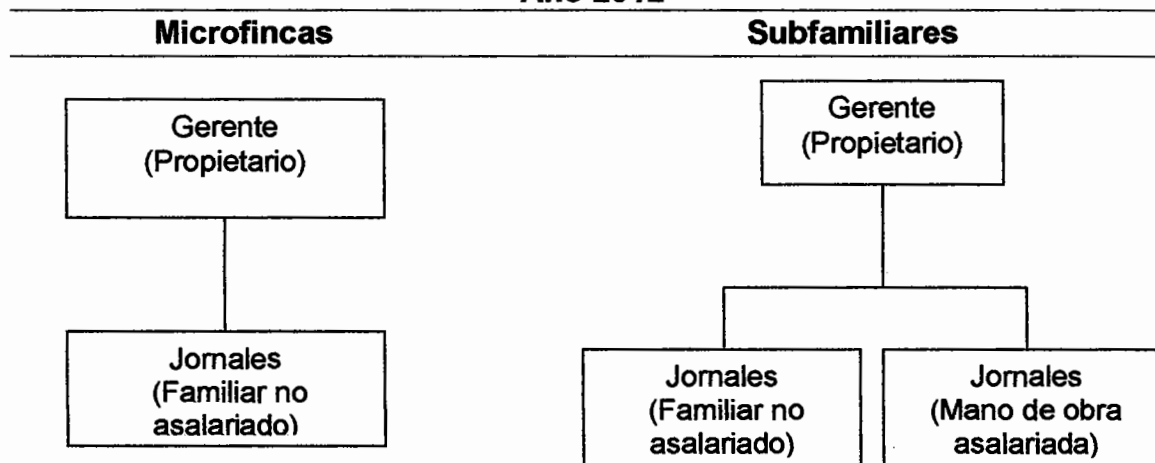 Microfincas
Subfamiliares
Gerente
(Propietario)
Jornales
(Familiar no
asalariado)
Gerente
(Propietario)
Jornales
(Familiar no
asalariado)
Jornales
(Mano de obra
asalariada)